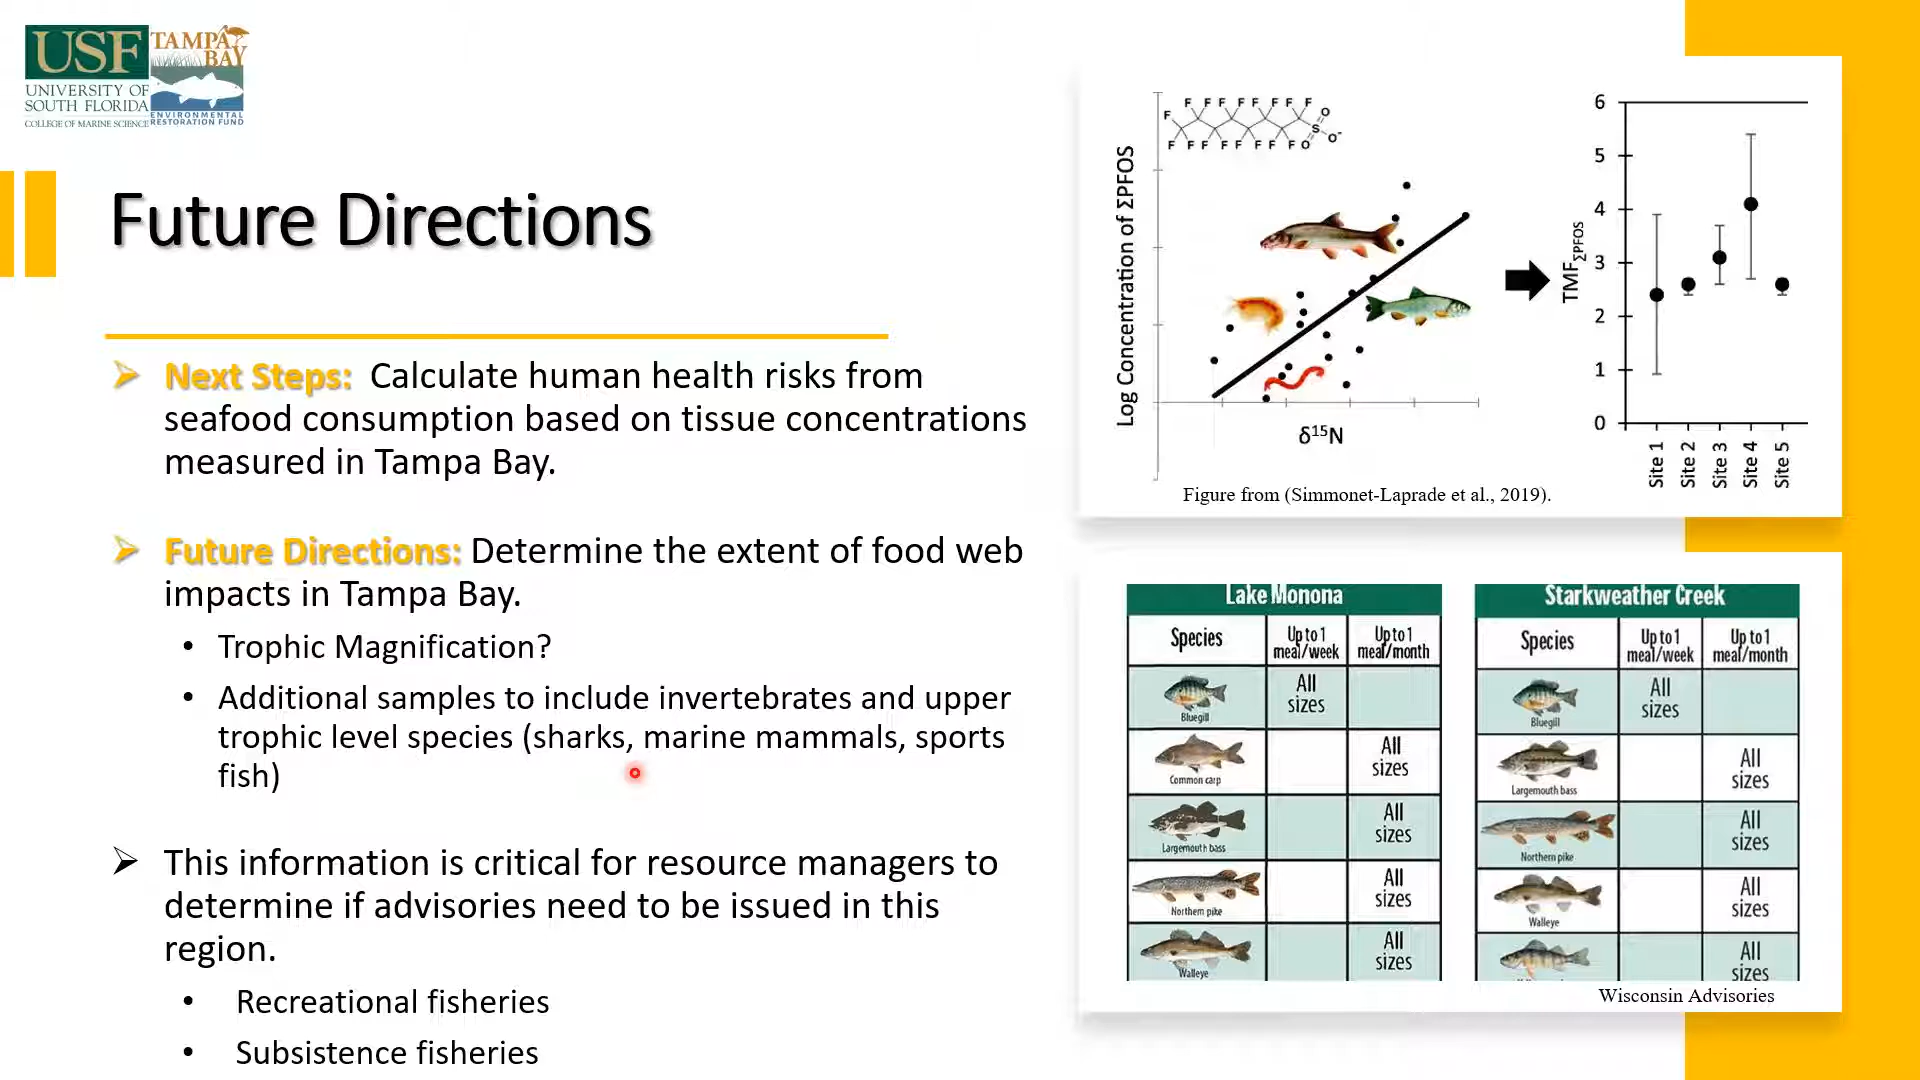 USF
UNIVERSITY OF
SOUTH FLORIDA
COLLEGE OF MARINE SCIENCE
TAMPA
BAY
ENVIRONMENTAL
RESTORATION FUND
Future Directions
Next Steps: Calculate human health risks from
seafood consumption based on tissue concentrations
measured in Tampa Bay.
Future Directions: Determine the extent of food web
impacts in Tampa Bay.
• Trophic Magnification?
• Additional samples to include invertebrates and upper
trophic level species (sharks, marine mammals, sports
fish)
This information is critical for resource managers to
determine if advisories need to be issued in this
region.
• Recreational fisheries
• Subsistence fisheries
F F F F F F F F F
F F F F F F F F O
S
O
O-
Log Concentration of ΣPFOS
δ15N
TMFΣPFOS
6
5
4
3
2
1
0
Site 1
Site 2
Site 3
Site 4
Site 5
Figure from (Simmonet-Laprade et al., 2019).
Lake Monona
Species
Up to 1 meal/week
Up to 1 meal/month
Bluegill
All sizes
Common carp
All sizes
Largemouth bass
All sizes
Northern pike
All sizes
Walleye
All sizes
Starkweather Creek
Species
Up to 1 meal/week
Up to 1 meal/month
Bluegill
All sizes
Largemouth bass
All sizes
Northern pike
All sizes
Walleye
All sizes
All sizes
Wisconsin Advisories